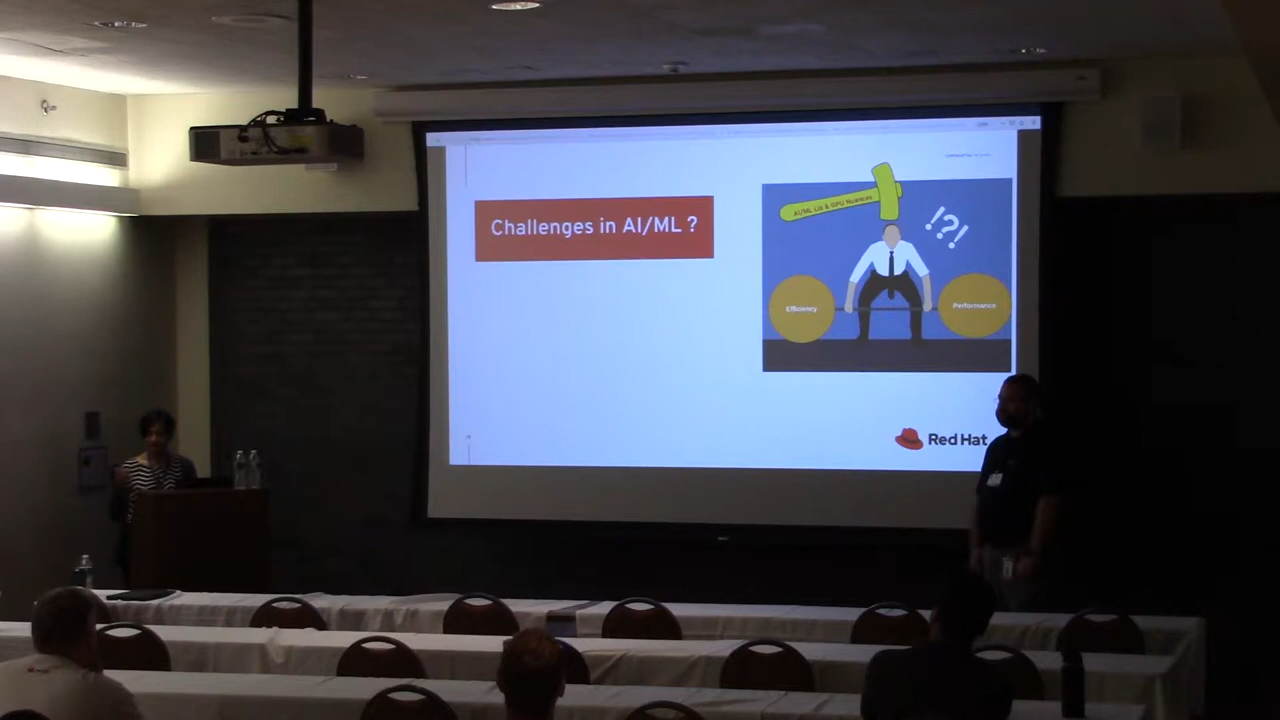 Challenges in AI/ML ?
AI/ML Lib & GPU Nuances
!?!
Efficiency
Performance
Red Hat